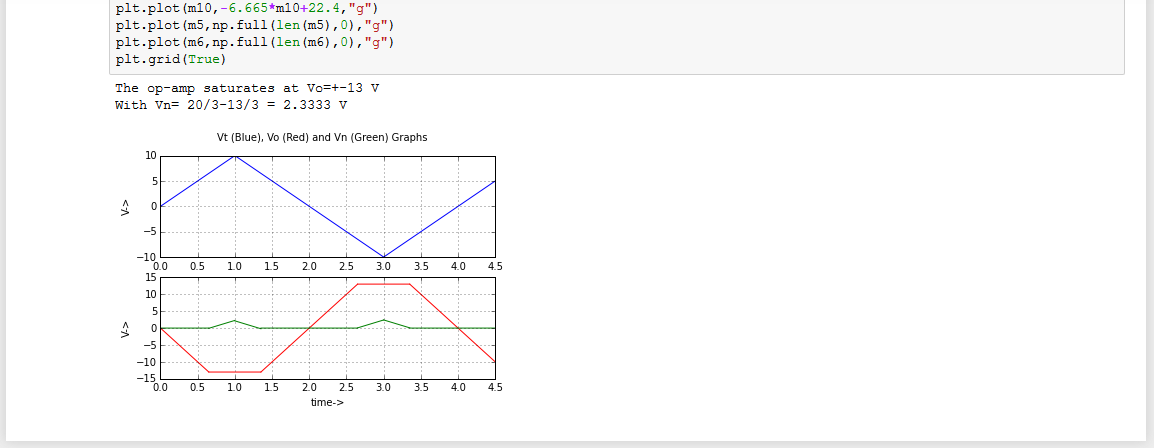 plt.plot(m10,-6.665*m10+22.4,"g")
plt.plot(m5,np.full(len(m5),0),"g")
plt.plot(m6,np.full(len(m6),0),"g")
plt.grid(True)
The op-amp saturates at Vo=+-13 V
With Vn= 20/3-13/3 = 2.3333 V
Vt (Blue), Vo (Red) and Vn (Green) Graphs
10
5
0
−5
−10
V->
0.0 0.5 1.0 1.5 2.0 2.5 3.0 3.5 4.0 4.5
15
10
5
0
−5
−10
−15
V->
0.0 0.5 1.0 1.5 2.0 2.5 3.0 3.5 4.0 4.5
time->